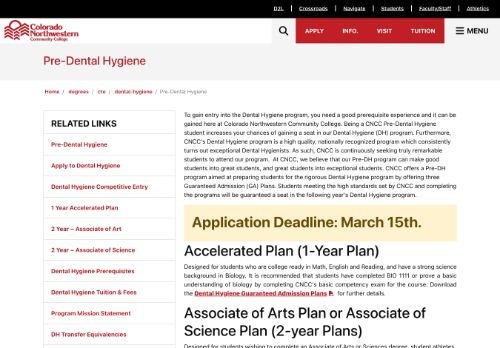 D2L Crossroads Navigate Students Faculty/Staff Athletics
Colorado
Northwestern
Community College
APPLY INFO. VISIT TUITION MENU
Pre-Dental Hygiene
Home / degrees / cte / dental-hygiene / Pre-Dental Hygiene
RELATED LINKS
Pre-Dental Hygiene
Apply to Dental Hygiene
Dental Hygiene Competitive Entry
1 Year Accelerated Plan
2 Year – Associate of Art
2 Year – Associate of Science
Dental Hygiene Prerequisites
Dental Hygiene Tuition & Fees
Program Mission Statement
DH Transfer Equivalencies
To gain entry into the Dental Hygiene program, you need a good prerequisite experience and it can be
gained here at Colorado Northwestern Community College. Being a CNCC Pre-Dental Hygiene
student increases your chances of gaining a seat in our Dental Hygiene (DH) program. Furthermore,
CNCC's Dental Hygiene program is a high quality, nationally recognized program which consistently
turns out exceptional Dental Hygienists. As such, CNCC is continuously seeking truly remarkable
students to attend our program. At CNCC, we believe that our Pre-DH program can make good
students into great students, and great students into exceptional students. CNCC offers a Pre-DH
program aimed at preparing students for the rigorous Dental Hygiene program by offering three
Guaranteed Admission (GA) Plans. Students meeting the high standards set by CNCC and completing
the programs will be guaranteed a seat in the following year's Dental Hygiene program.
Application Deadline: March 15th.
Accelerated Plan (1-Year Plan)
Designed for students who are college ready in Math, English and Reading, and have a strong science
background in Biology. It is recommended that students have completed BIO 1111 or prove a basic
understanding of biology by completing CNCC's basic competency exam for the course. Download
the Dental Hygiene Guaranteed Admission Plans for further details.
Associate of Arts Plan or Associate of
Science Plan (2-year Plans)
Designed for students wishing to complete an Associate of Arts or Sciences degree, student athletes,